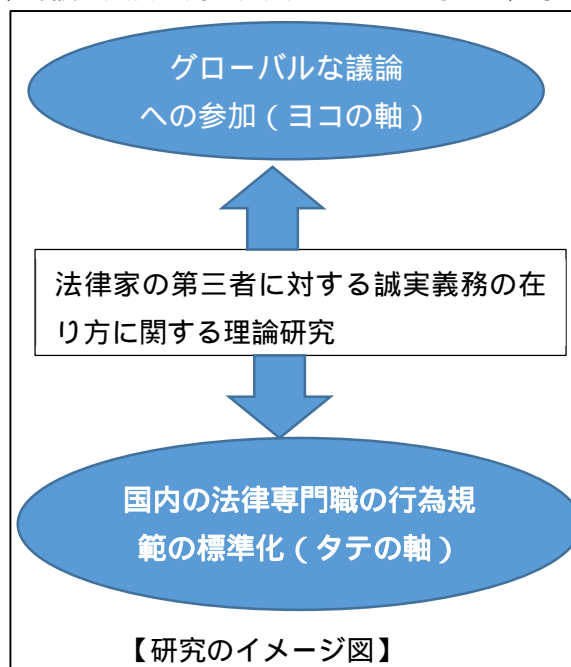 グローバルな議論
への参加（ヨコの軸）
法律家の第三者に対する誠実義務の在
り方に関する理論研究
国内の法律専門職の行為規
範の標準化（タテの軸）
【研究のイメージ図】